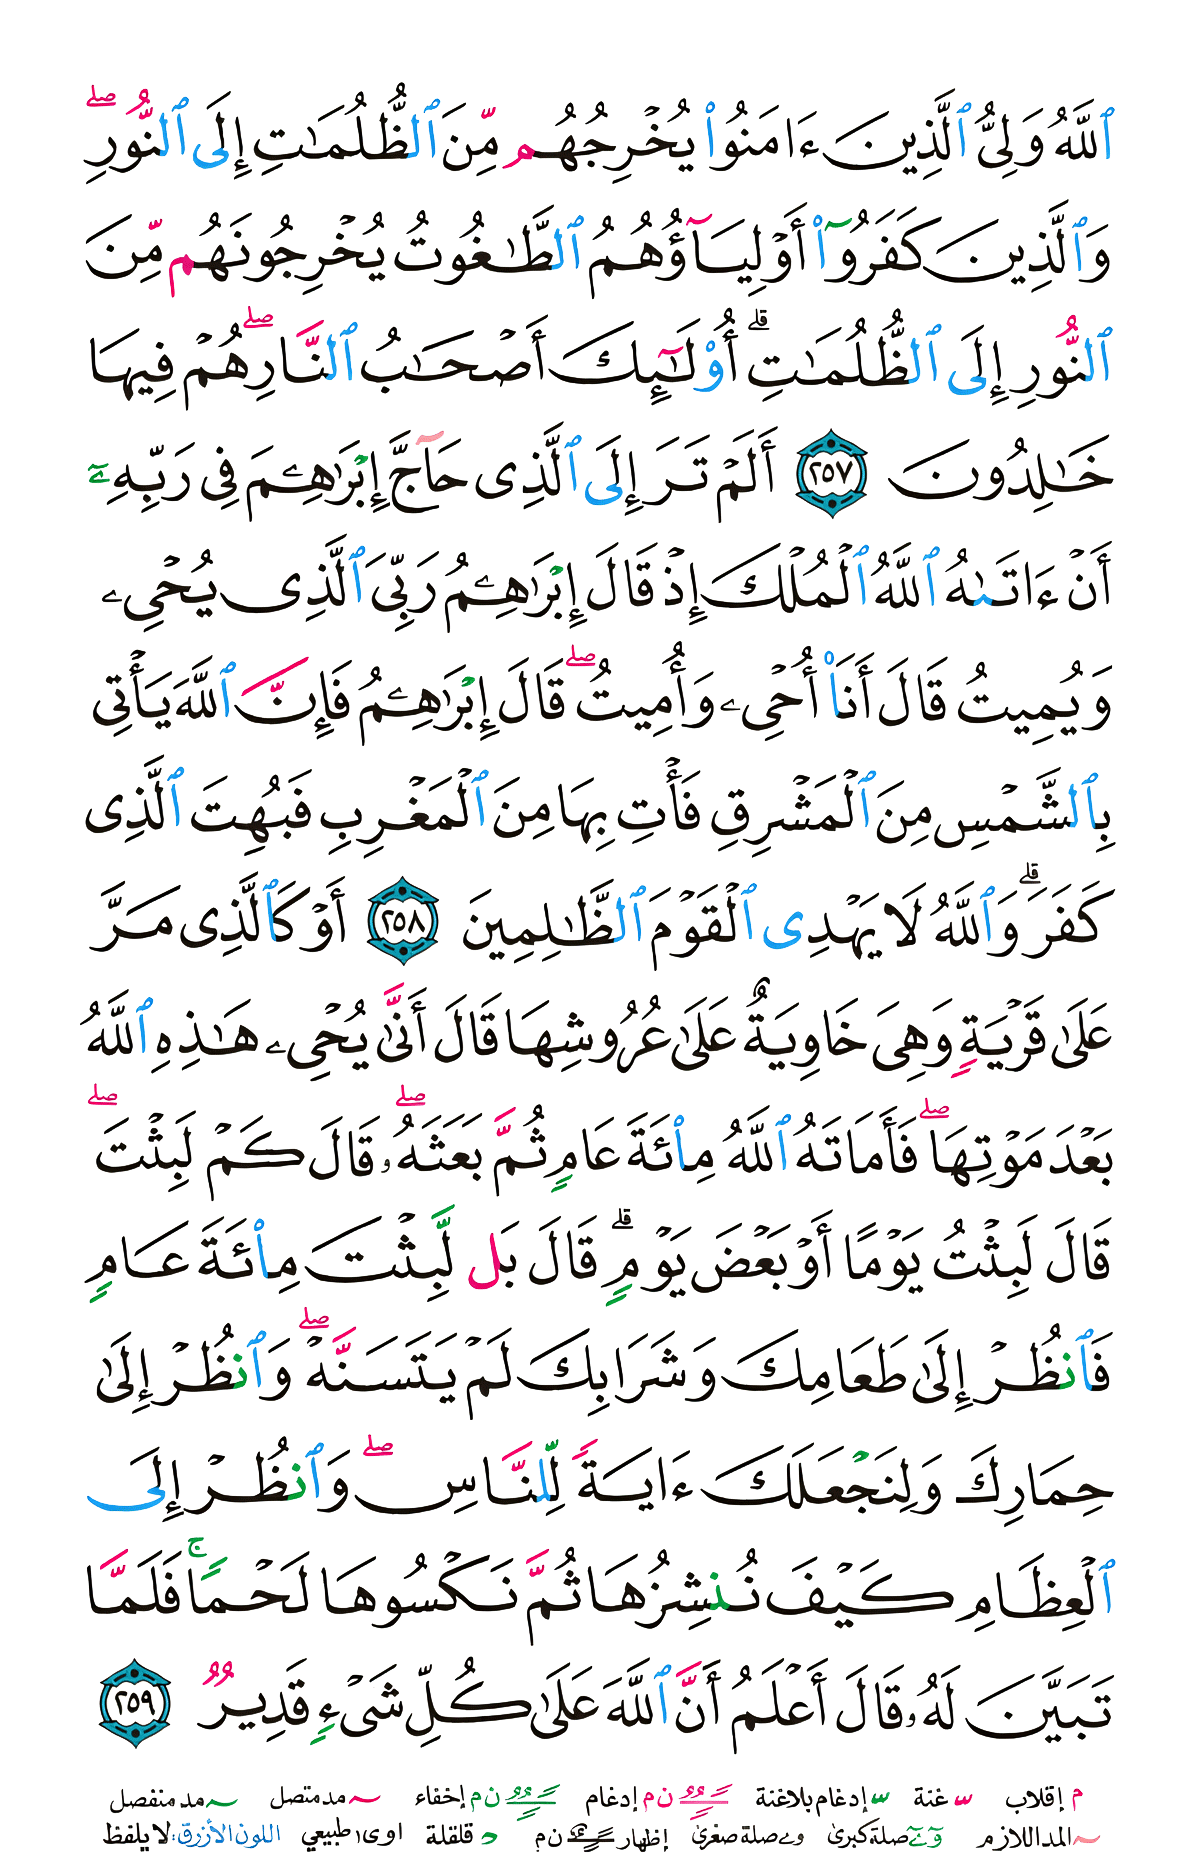 ٱللَّهُ وَلِىُّ ٱلَّذِينَ ءَامَنُوا۟ يُخْرِجُهُم مِّنَ ٱلظُّلُمَـٰتِ إِلَى ٱلنُّورِ ۖ
وَٱلَّذِينَ كَفَرُوٓا۟ أَوْلِيَآؤُهُمُ ٱلطَّـٰغُوتُ يُخْرِجُونَهُم مِّنَ
ٱلنُّورِ إِلَى ٱلظُّلُمَـٰتِ ۗ أُو۟لَـٰٓئِكَ أَصْحَـٰبُ ٱلنَّارِ ۖ هُمْ فِيهَا
خَـٰلِدُونَ ٢٥٧ أَلَمْ تَرَ إِلَى ٱلَّذِى حَآجَّ إِبْرَٰهِـۧمَ فِى رَبِّهِۦٓ
أَنْ ءَاتَىٰهُ ٱللَّهُ ٱلْمُلْكَ إِذْ قَالَ إِبْرَٰهِـۧمُ رَبِّىَ ٱلَّذِى يُحْىِۦ
وَيُمِيتُ قَالَ أَنَا۠ أُحْىِۦ وَأُمِيتُ ۖ قَالَ إِبْرَٰهِـۧمُ فَإِنَّ ٱللَّهَ يَأْتِى
بِٱلشَّمْسِ مِنَ ٱلْمَشْرِقِ فَأْتِ بِهَا مِنَ ٱلْمَغْرِبِ فَبُهِتَ ٱلَّذِى
كَفَرَ ۗ وَٱللَّهُ لَا يَهْدِى ٱلْقَوْمَ ٱلظَّـٰلِمِينَ ٢٥٨ أَوْ كَٱلَّذِى مَرَّ
عَلَىٰ قَرْيَةٍ وَهِىَ خَاوِيَةٌ عَلَىٰ عُرُوشِهَا قَالَ أَنَّىٰ يُحْىِۦ هَـٰذِهِ ٱللَّهُ
بَعْدَ مَوْتِهَا ۖ فَأَمَاتَهُ ٱللَّهُ مِا۟ئَةَ عَامٍ ثُمَّ بَعَثَهُۥ ۖ قَالَ كَمْ لَبِثْتَ ۖ
قَالَ لَبِثْتُ يَوْمًا أَوْ بَعْضَ يَوْمٍ ۗ قَالَ بَل لَّبِثْتَ مِا۟ئَةَ عَامٍ
فَٱنظُرْ إِلَىٰ طَعَامِكَ وَشَرَابِكَ لَمْ يَتَسَنَّهْ ۖ وَٱنظُرْ إِلَىٰ
حِمَارِكَ وَلِنَجْعَلَكَ ءَايَةً لِّلنَّاسِ ۖ وَٱنظُرْ إِلَى
ٱلْعِظَامِ كَيْفَ نُنشِزُهَا ثُمَّ نَكْسُوهَا لَحْمًا ۚ فَلَمَّا
تَبَيَّنَ لَهُۥ قَالَ أَعْلَمُ أَنَّ ٱللَّهَ عَلَىٰ كُلِّ شَىْءٍ قَدِيرٌ ٢٥٩
م إقلاب غنة إدغام بلاغنة ن م إدغام ن م إخفاء مد متصل مد منفصل
المد اللازم صلة كبرى و ے صلة صغرى إظهار ن م قلقلة ا و ى طبيعي اللون الأزرق: لا يلفظ